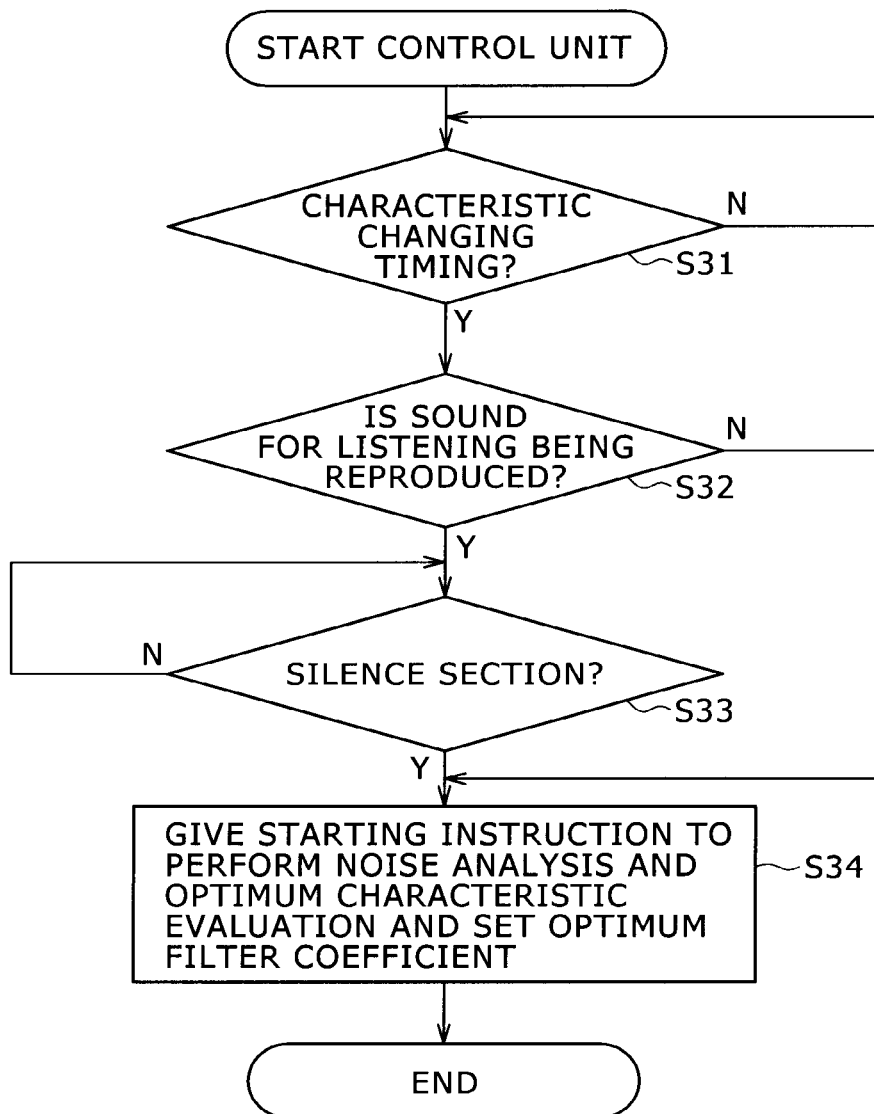 START CONTROL UNIT
CHARACTERISTIC
CHANGING
TIMING?
N
S31
Y
IS SOUND
FOR LISTENING BEING
REPRODUCED?
N
S32
Y
SILENCE SECTION?
N
S33
Y
GIVE STARTING INSTRUCTION TO
PERFORM NOISE ANALYSIS AND
OPTIMUM CHARACTERISTIC
EVALUATION AND SET OPTIMUM
FILTER COEFFICIENT
S34
END